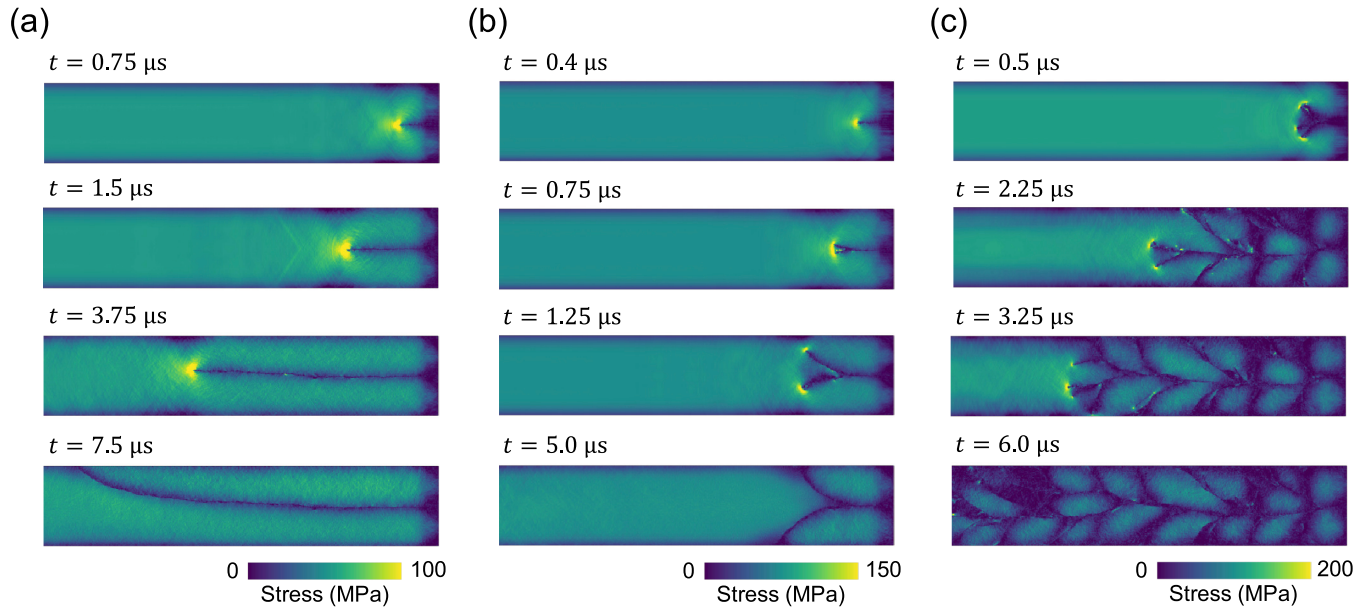 (a)
t = 0.75 μs
t = 1.5 μs
t = 3.75 μs
t = 7.5 μs
0 100
Stress (MPa)
(b)
t = 0.4 μs
t = 0.75 μs
t = 1.25 μs
t = 5.0 μs
0 150
Stress (MPa)
(c)
t = 0.5 μs
t = 2.25 μs
t = 3.25 μs
t = 6.0 μs
0 200
Stress (MPa)